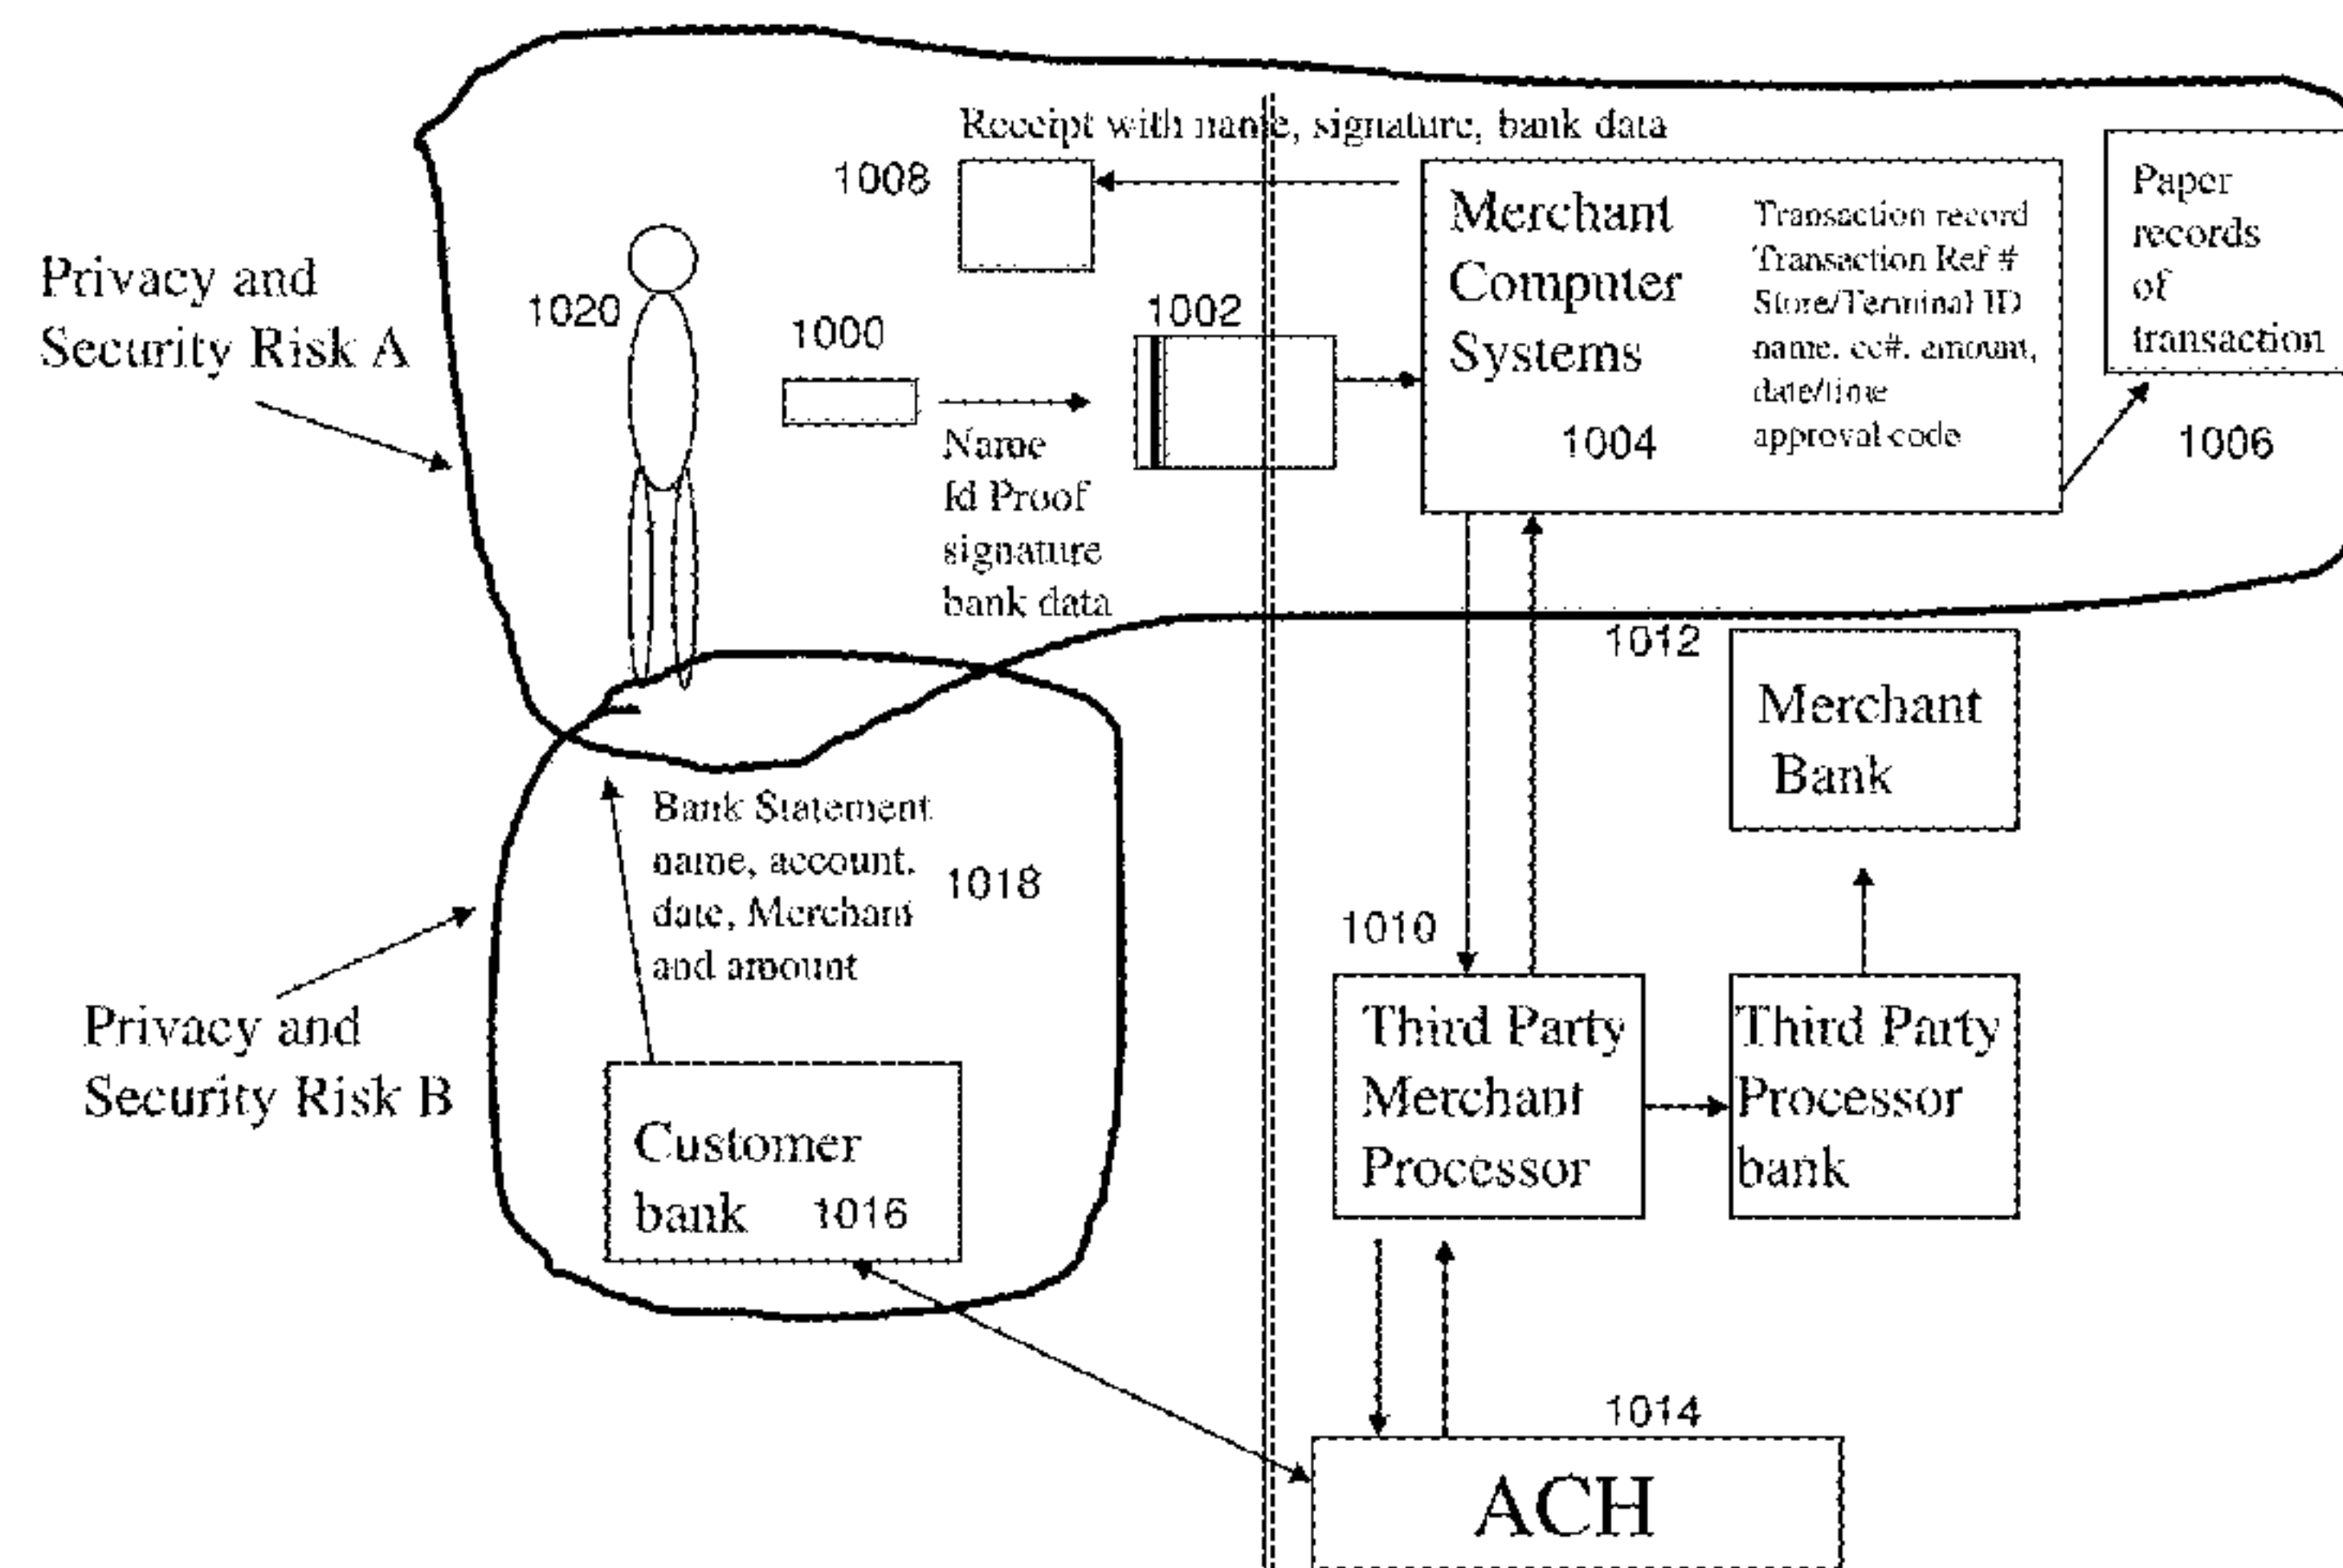 Receipt with name, signature, bank data
1008
Privacy and
Security Risk A
1020
1000
1002
Name
Id Proof
signature
bank data
Merchant
Computer
Systems
1004
Transaction record
Transaction Ref #
Store/Terminal ID
name, cc#, amount,
date/time
approval code
Paper
records
of
transaction
1006
1012
Merchant
Bank
Bank Statement
name, account,
date, Merchant
and amount
1018
Privacy and
Security Risk B
Customer
bank
1016
1010
Third Party
Merchant
Processor
Third Party
Processor
bank
1014
ACH